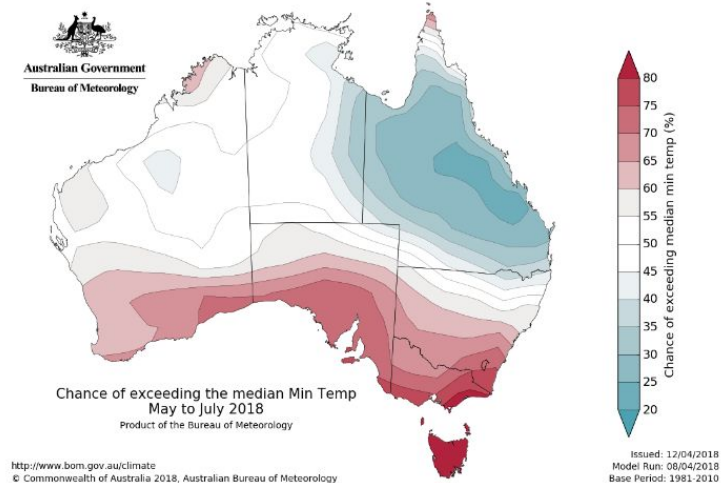 Australian Government
Bureau of Meteorology
80
75
70
65
60
55
50
45
40
35
30
25
20
Chance of exceeding median min temp (%)
Chance of exceeding the median Min Temp
May to July 2018
Product of the Bureau of Meteorology
http://www.bom.gov.au/climate
© Commonwealth of Australia 2018, Australian Bureau of Meteorology
Issued: 12/04/2018
Model Run: 08/04/2018
Base Period: 1981-2010